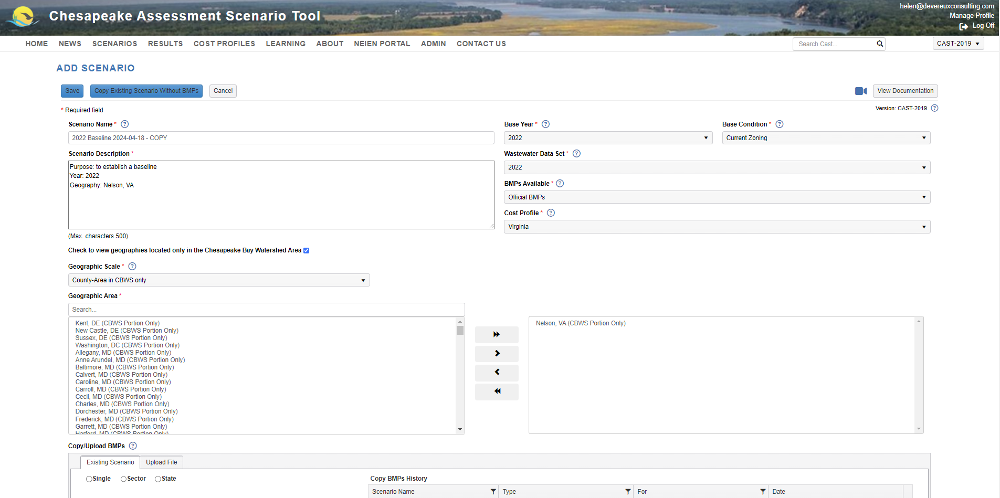 Chesapeake Assessment Scenario Tool
helen@devereuxconsulting.com
Manage Profile
Log Off
HOME NEWS SCENARIOS RESULTS COST PROFILES LEARNING ABOUT NEIEN PORTAL ADMIN CONTACT US
Search Cast...
CAST-2019
ADD SCENARIO
Save Copy Existing Scenario Without BMPs Cancel
View Documentation
* Required field
Version: CAST-2019 ?
Scenario Name * ?
2022 Baseline 2024-04-18 - COPY
Base Year * ?
2022
Base Condition * ?
Current Zoning
Scenario Description *
Purpose: to establish a baseline
Year: 2022
Geography: Nelson, VA
(Max. characters 500)
Wastewater Data Set * ?
2022
BMPs Available * ?
Official BMPs
Cost Profile * ?
Virginia
Check to view geographies located only in the Chesapeake Bay Watershed Area
Geographic Scale * ?
County-Area in CBWS only
Geographic Area *
Search...
Kent, DE (CBWS Portion Only)
New Castle, DE (CBWS Portion Only)
Sussex, DE (CBWS Portion Only)
Washington, DC (CBWS Portion Only)
Allegany, MD (CBWS Portion Only)
Anne Arundel, MD (CBWS Portion Only)
Baltimore, MD (CBWS Portion Only)
Calvert, MD (CBWS Portion Only)
Caroline, MD (CBWS Portion Only)
Carroll, MD (CBWS Portion Only)
Cecil, MD (CBWS Portion Only)
Charles, MD (CBWS Portion Only)
Dorchester, MD (CBWS Portion Only)
Frederick, MD (CBWS Portion Only)
Garrett, MD (CBWS Portion Only)
Harford, MD (CBWS Portion Only)
Nelson, VA (CBWS Portion Only)
Copy/Upload BMPs ?
Existing Scenario Upload File
Single Sector State
Copy BMPs History
Scenario Name Type For Date